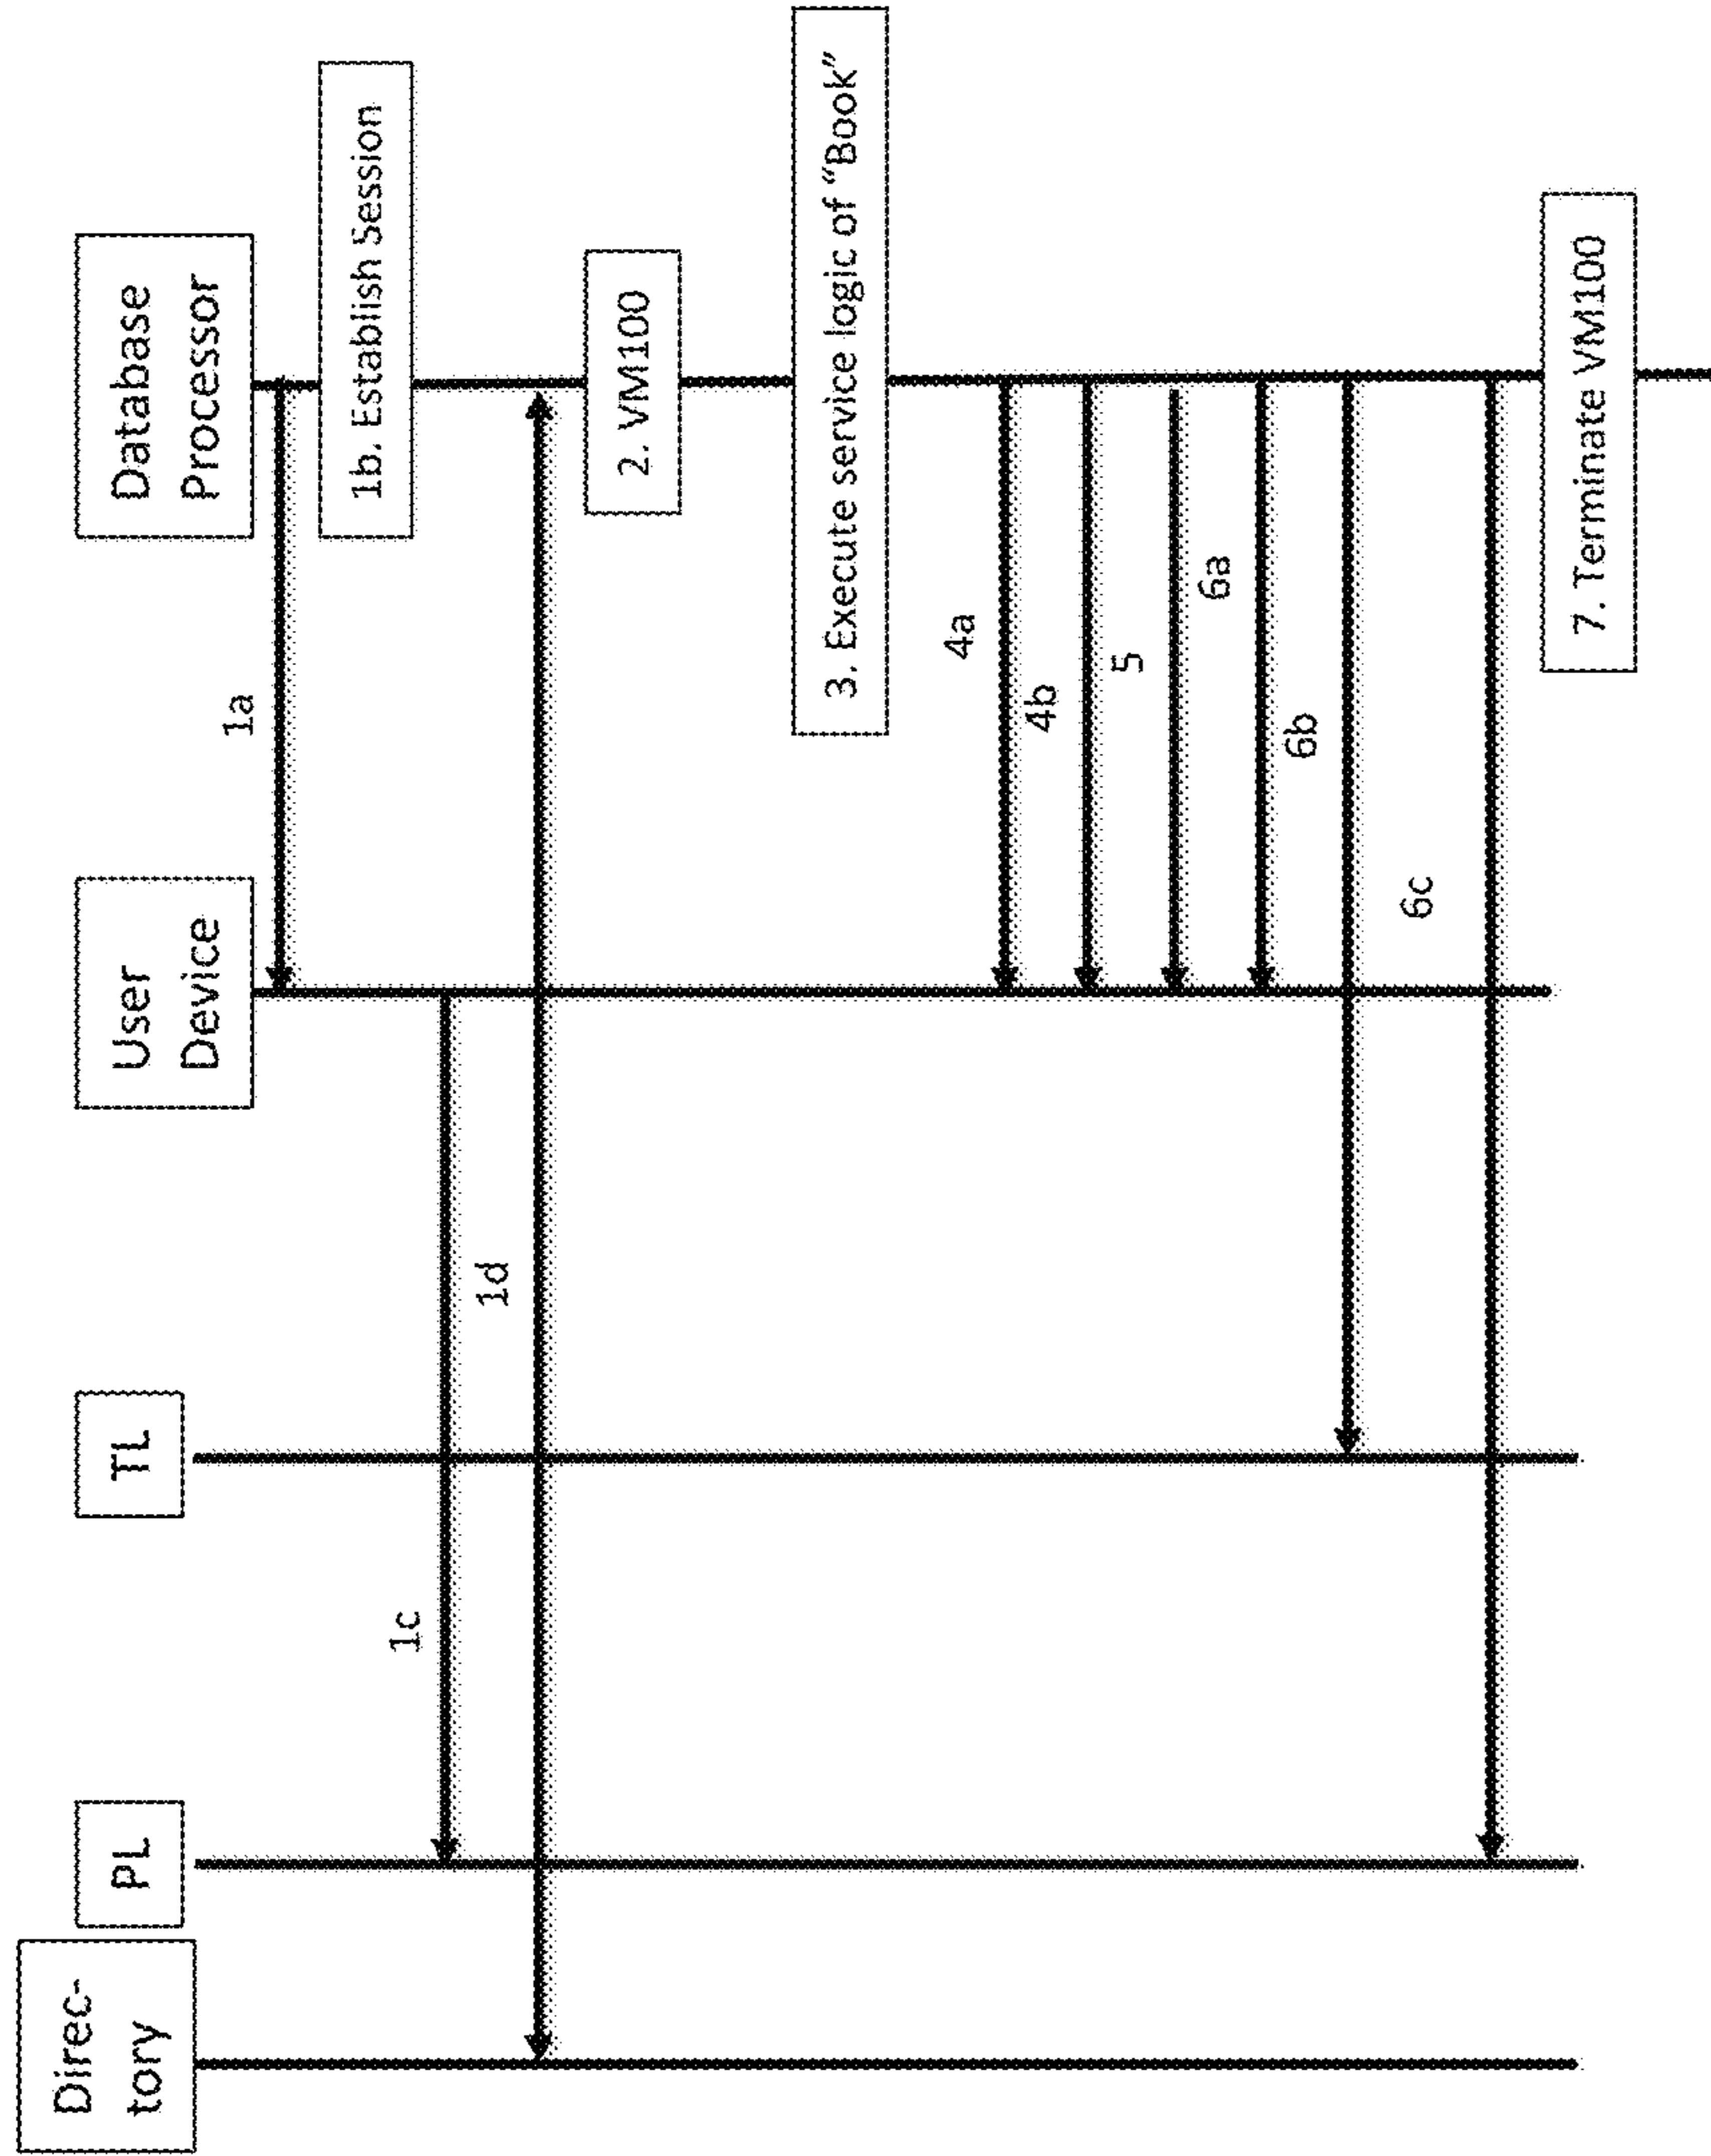 Direc-
tory
PL
TL
User
Device
Database
Processor
1a
1b. Establish Session
1c
1d
2. VM100
3. Execute service logic of “Book”
4a
4b
5
6a
6b
6c
7. Terminate VM100